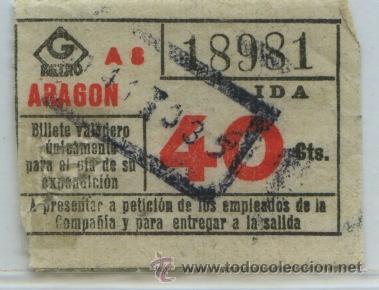 G
METRO
A 8
18981
ARAGON
IDA
Billete valedero
únicamente
para el día de su
expendición
40 Cts.
A presentar a petición de los empleados de la
Compañía y para entregar a la salida
www.todocoleccion.net